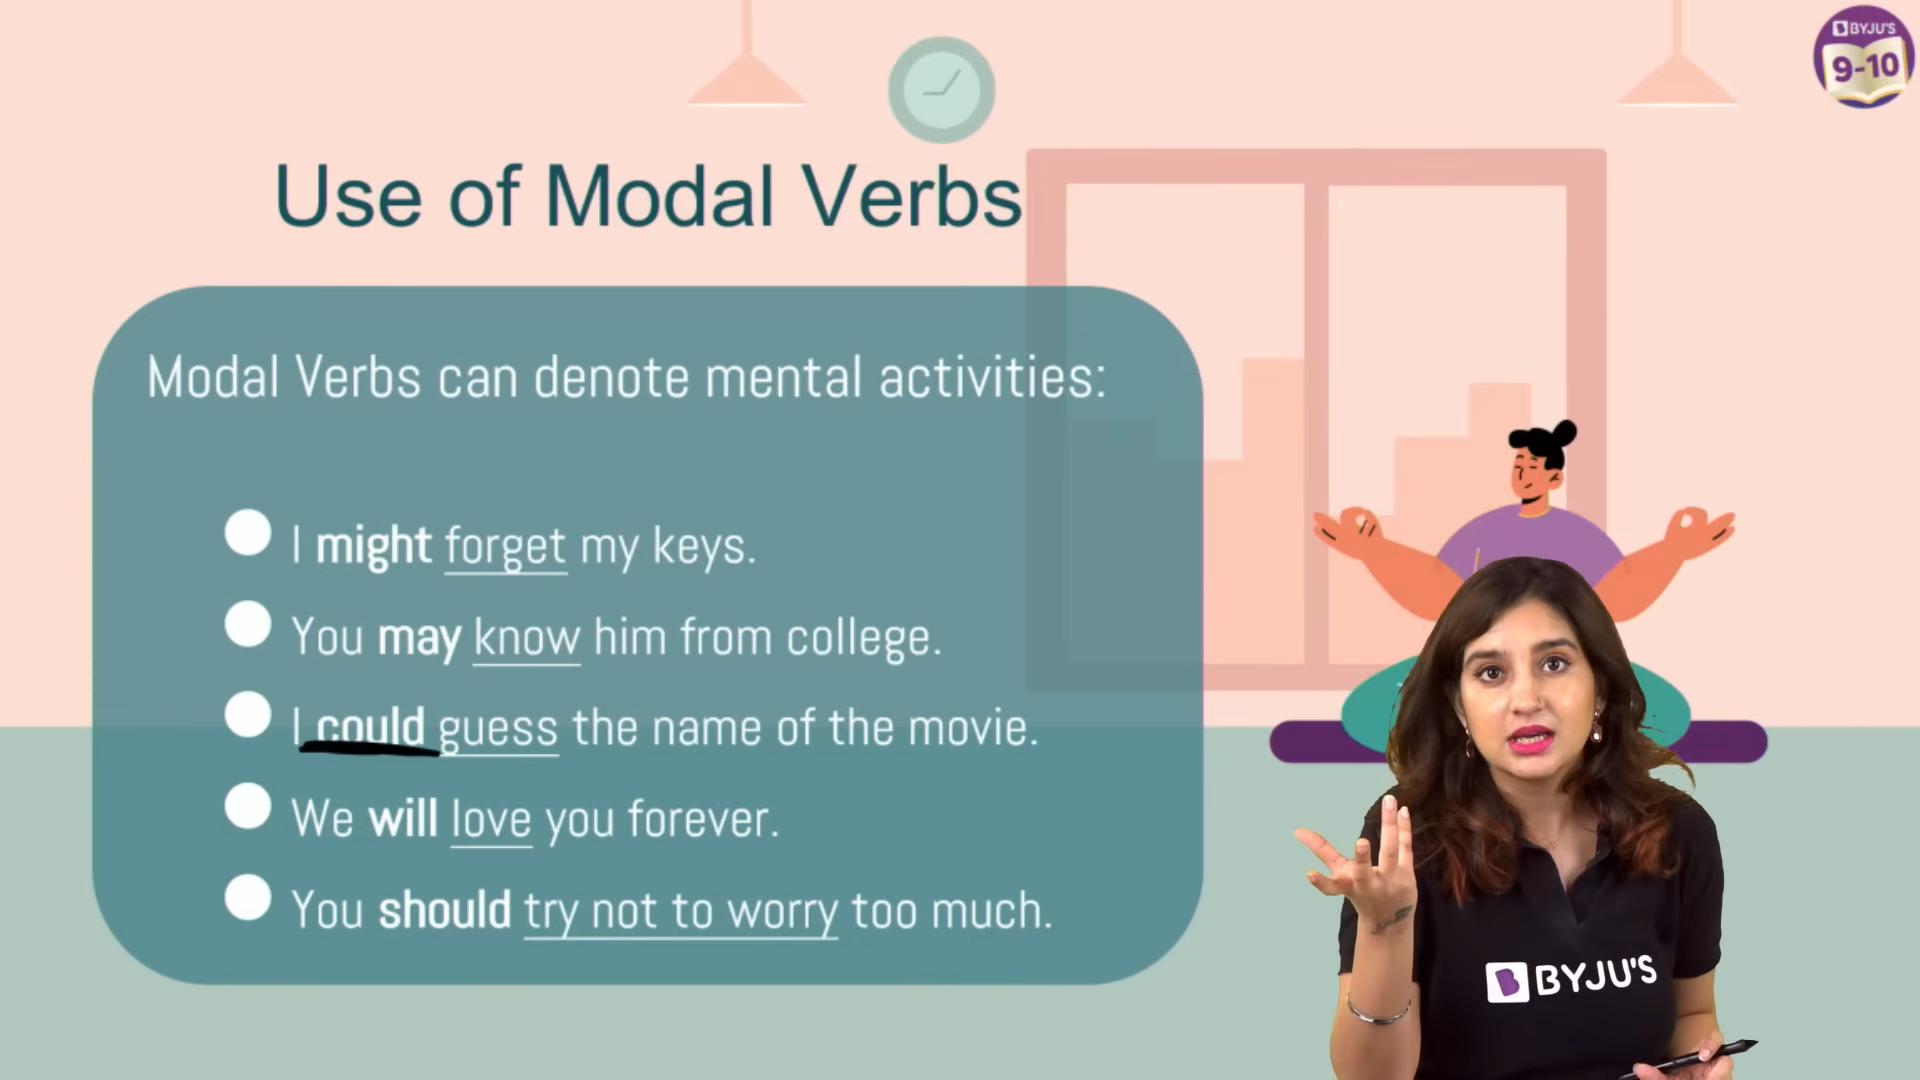 BYJU'S
9-10
Use of Modal Verbs
Modal Verbs can denote mental activities:
I might forget my keys.
You may know him from college.
I could guess the name of the movie.
We will love you forever.
You should try not to worry too much.
BYJU'S